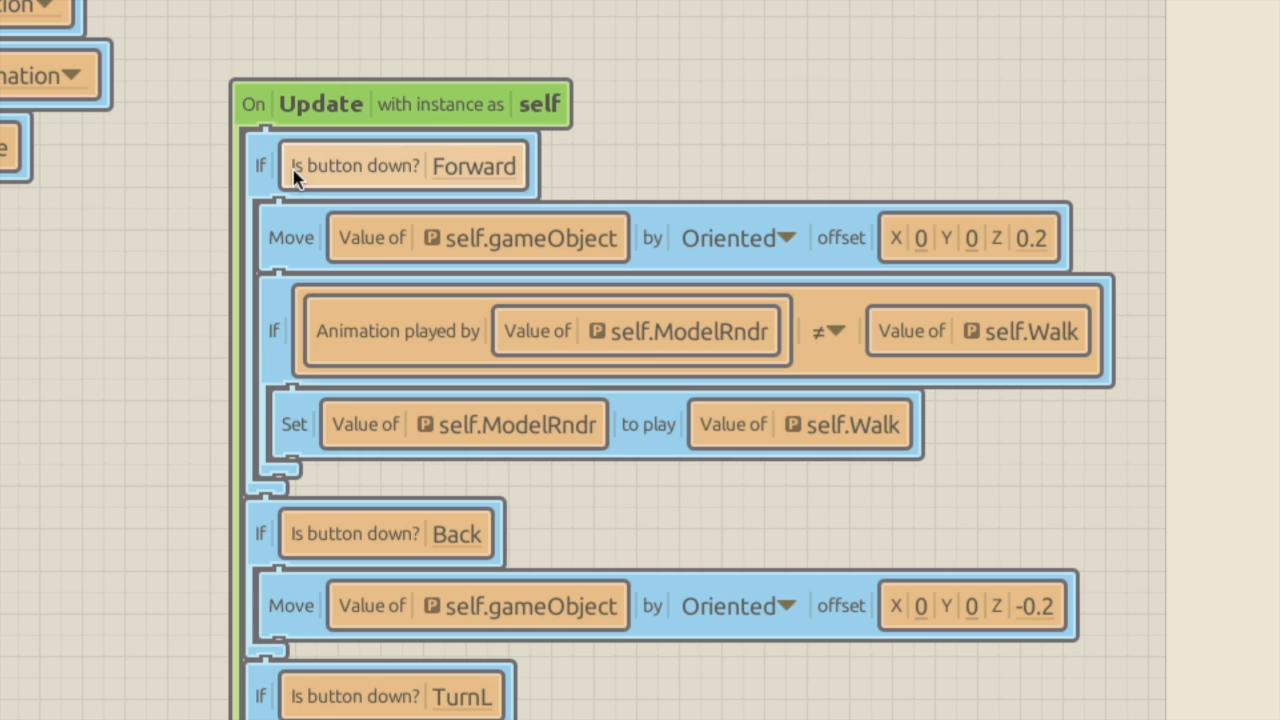 On Update with instance as self
If Is button down? Forward
Move Value of P self.gameObject by Oriented offset X 0 Y 0 Z 0.2
If Animation played by Value of P self.ModelRndr ≠ Value of P self.Walk
Set Value of P self.ModelRndr to play Value of P self.Walk
If Is button down? Back
Move Value of P self.gameObject by Oriented offset X 0 Y 0 Z -0.2
If Is button down? TurnL